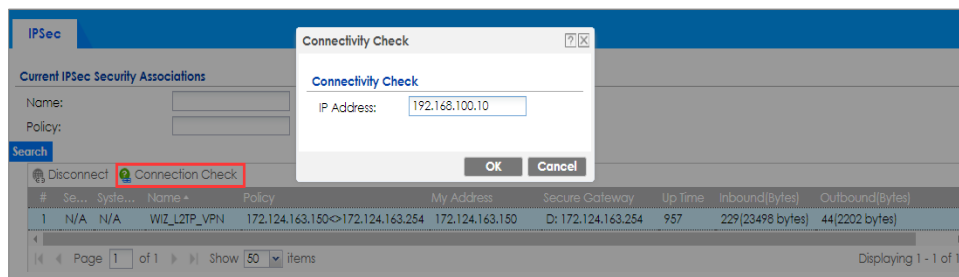 IPSec
Connectivity Check
Current IPSec Security Associations
Connectivity Check
Name:
IP Address: 192.168.100.10
Policy:
Search
OK Cancel
Disconnect Connection Check
# Se... Syste... Name Policy My Address Secure Gateway Up Time Inbound(Bytes) Outbound(Bytes)
1 N/A N/A WIZ_L2TP_VPN 172.124.163.150<>172.124.163.254 172.124.163.150 D: 172.124.163.254 957 229(23498 bytes) 44(2202 bytes)
Page 1 of 1 Show 50 items Displaying 1 - 1 of 1